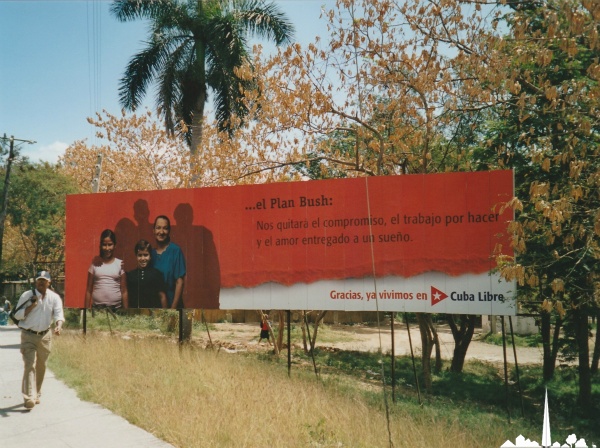 ...el Plan Bush:
Nos quitará el compromiso, el trabajo por hacer
y el amor entregado a un sueño.
Gracias, ya vivimos en Cuba Libre